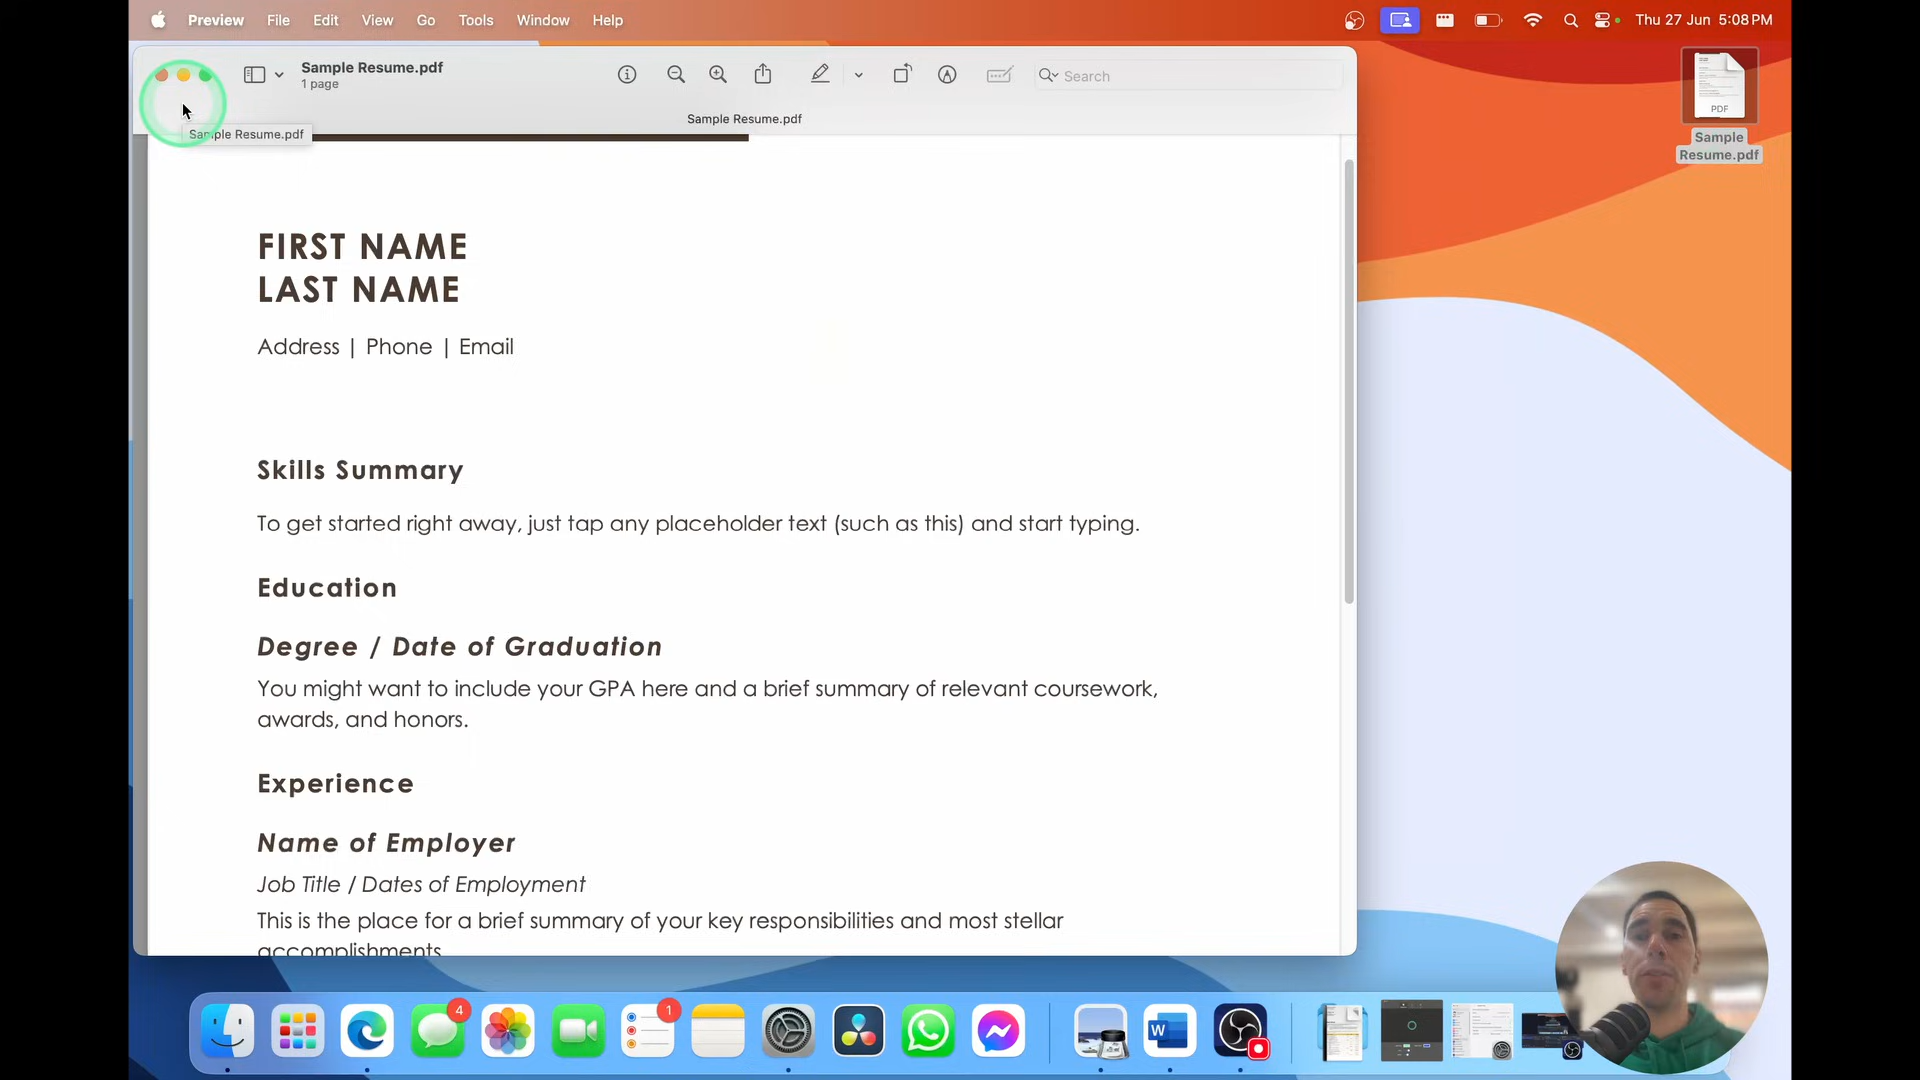 Preview File Edit View Go Tools Window Help Thu 27 Jun 5:08 PM
Sample Resume.pdf
1 page
Search
Sample Resume.pdf
Sample Resume.pdf
PDF
Sample
Resume.pdf
FIRST NAME
LAST NAME
Address | Phone | Email
Skills Summary
To get started right away, just tap any placeholder text (such as this) and start typing.
Education
Degree / Date of Graduation
You might want to include your GPA here and a brief summary of relevant coursework,
awards, and honors.
Experience
Name of Employer
Job Title / Dates of Employment
This is the place for a brief summary of your key responsibilities and most stellar
accomplishments
4
1
W